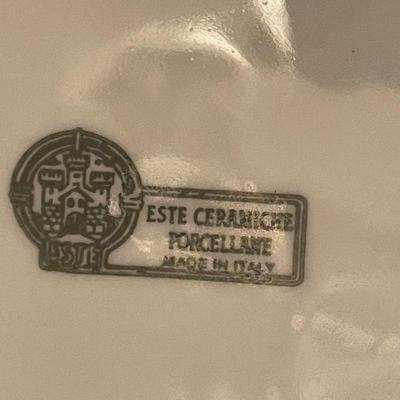 ESTE
ESTE CERAMICHE
PORCELLANE
MADE IN ITALY